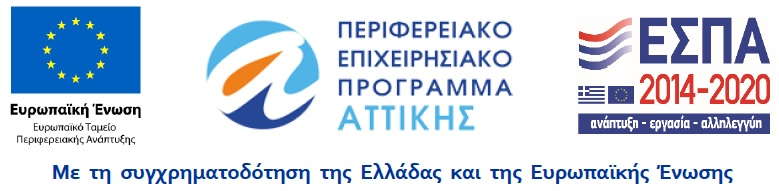 Ευρωπαϊκή Ένωση
Ευρωπαϊκό Ταμείο
Περιφερειακής Ανάπτυξης
ΠΕΡΙΦΕΡΕΙΑΚΟ
ΕΠΙΧΕΙΡΗΣΙΑΚΟ
ΠΡΟΓΡΑΜΜΑ
ΑΤΤΙΚΗΣ
ΕΣΠΑ
2014-2020
ανάπτυξη - εργασία - αλληλεγγύη
Με τη συγχρηματοδότηση της Ελλάδας και της Ευρωπαϊκής Ένωσης